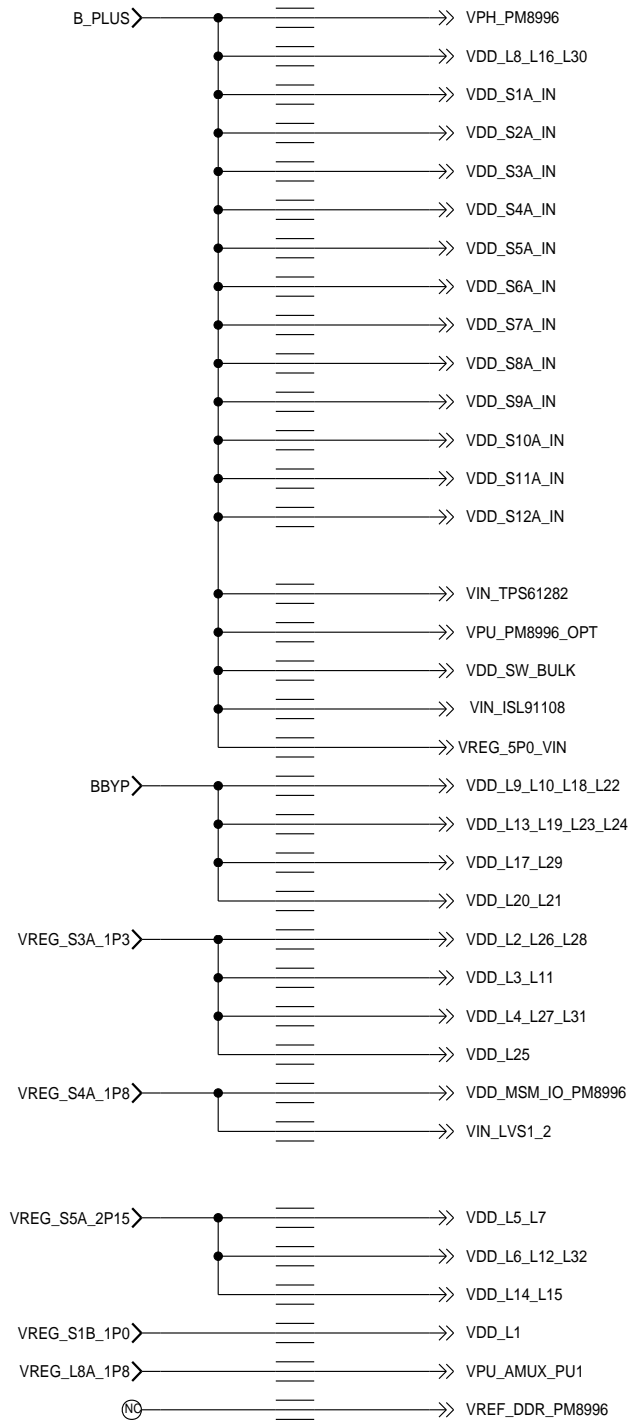 B_PLUS VPH_PM8996
VDD_L8_L16_L30
VDD_S1A_IN
VDD_S2A_IN
VDD_S3A_IN
VDD_S4A_IN
VDD_S5A_IN
VDD_S6A_IN
VDD_S7A_IN
VDD_S8A_IN
VDD_S9A_IN
VDD_S10A_IN
VDD_S11A_IN
VDD_S12A_IN
VIN_TPS61282
VPU_PM8996_OPT
VDD_SW_BULK
VIN_ISL91108
VREG_5P0_VIN
BBYP VDD_L9_L10_L18_L22
VDD_L13_L19_L23_L24
VDD_L17_L29
VDD_L20_L21
VREG_S3A_1P3 VDD_L2_L26_L28
VDD_L3_L11
VDD_L4_L27_L31
VDD_L25
VREG_S4A_1P8 VDD_MSM_IO_PM8996
VIN_LVS1_2
VREG_S5A_2P15 VDD_L5_L7
VDD_L6_L12_L32
VDD_L14_L15
VREG_S1B_1P0 VDD_L1
VREG_L8A_1P8 VPU_AMUX_PU1
NC VREF_DDR_PM8996